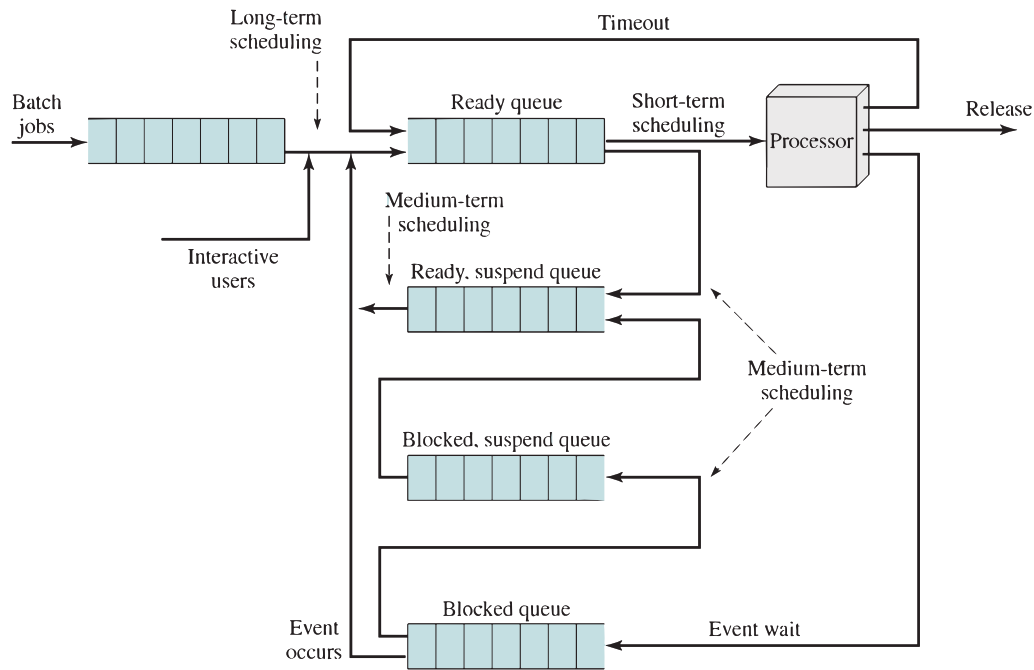 Long-term
scheduling
Timeout
Batch
jobs
Ready queue
Short-term
scheduling
Processor
Release
Medium-term
scheduling
Interactive
users
Ready, suspend queue
Medium-term
scheduling
Blocked, suspend queue
Blocked queue
Event
occurs
Event wait